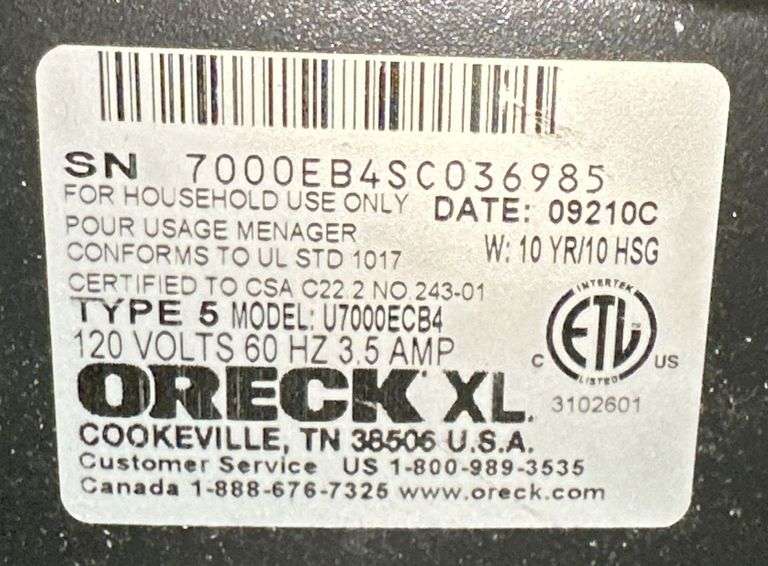 SN 7000EB4SC036985
FOR HOUSEHOLD USE ONLY DATE: 09210C
POUR USAGE MENAGER
CONFORMS TO UL STD 1017 W: 10 YR/10 HSG
CERTIFIED TO CSA C22.2 NO.243-01
TYPE 5 MODEL: U7000ECB4
120 VOLTS 60 HZ 3.5 AMP
INTERTEK
ETL
C US
LISTED
3102601
ORECK XL.
COOKEVILLE, TN 38506 U.S.A.
Customer Service US 1-800-989-3535
Canada 1-888-676-7325 www.oreck.com